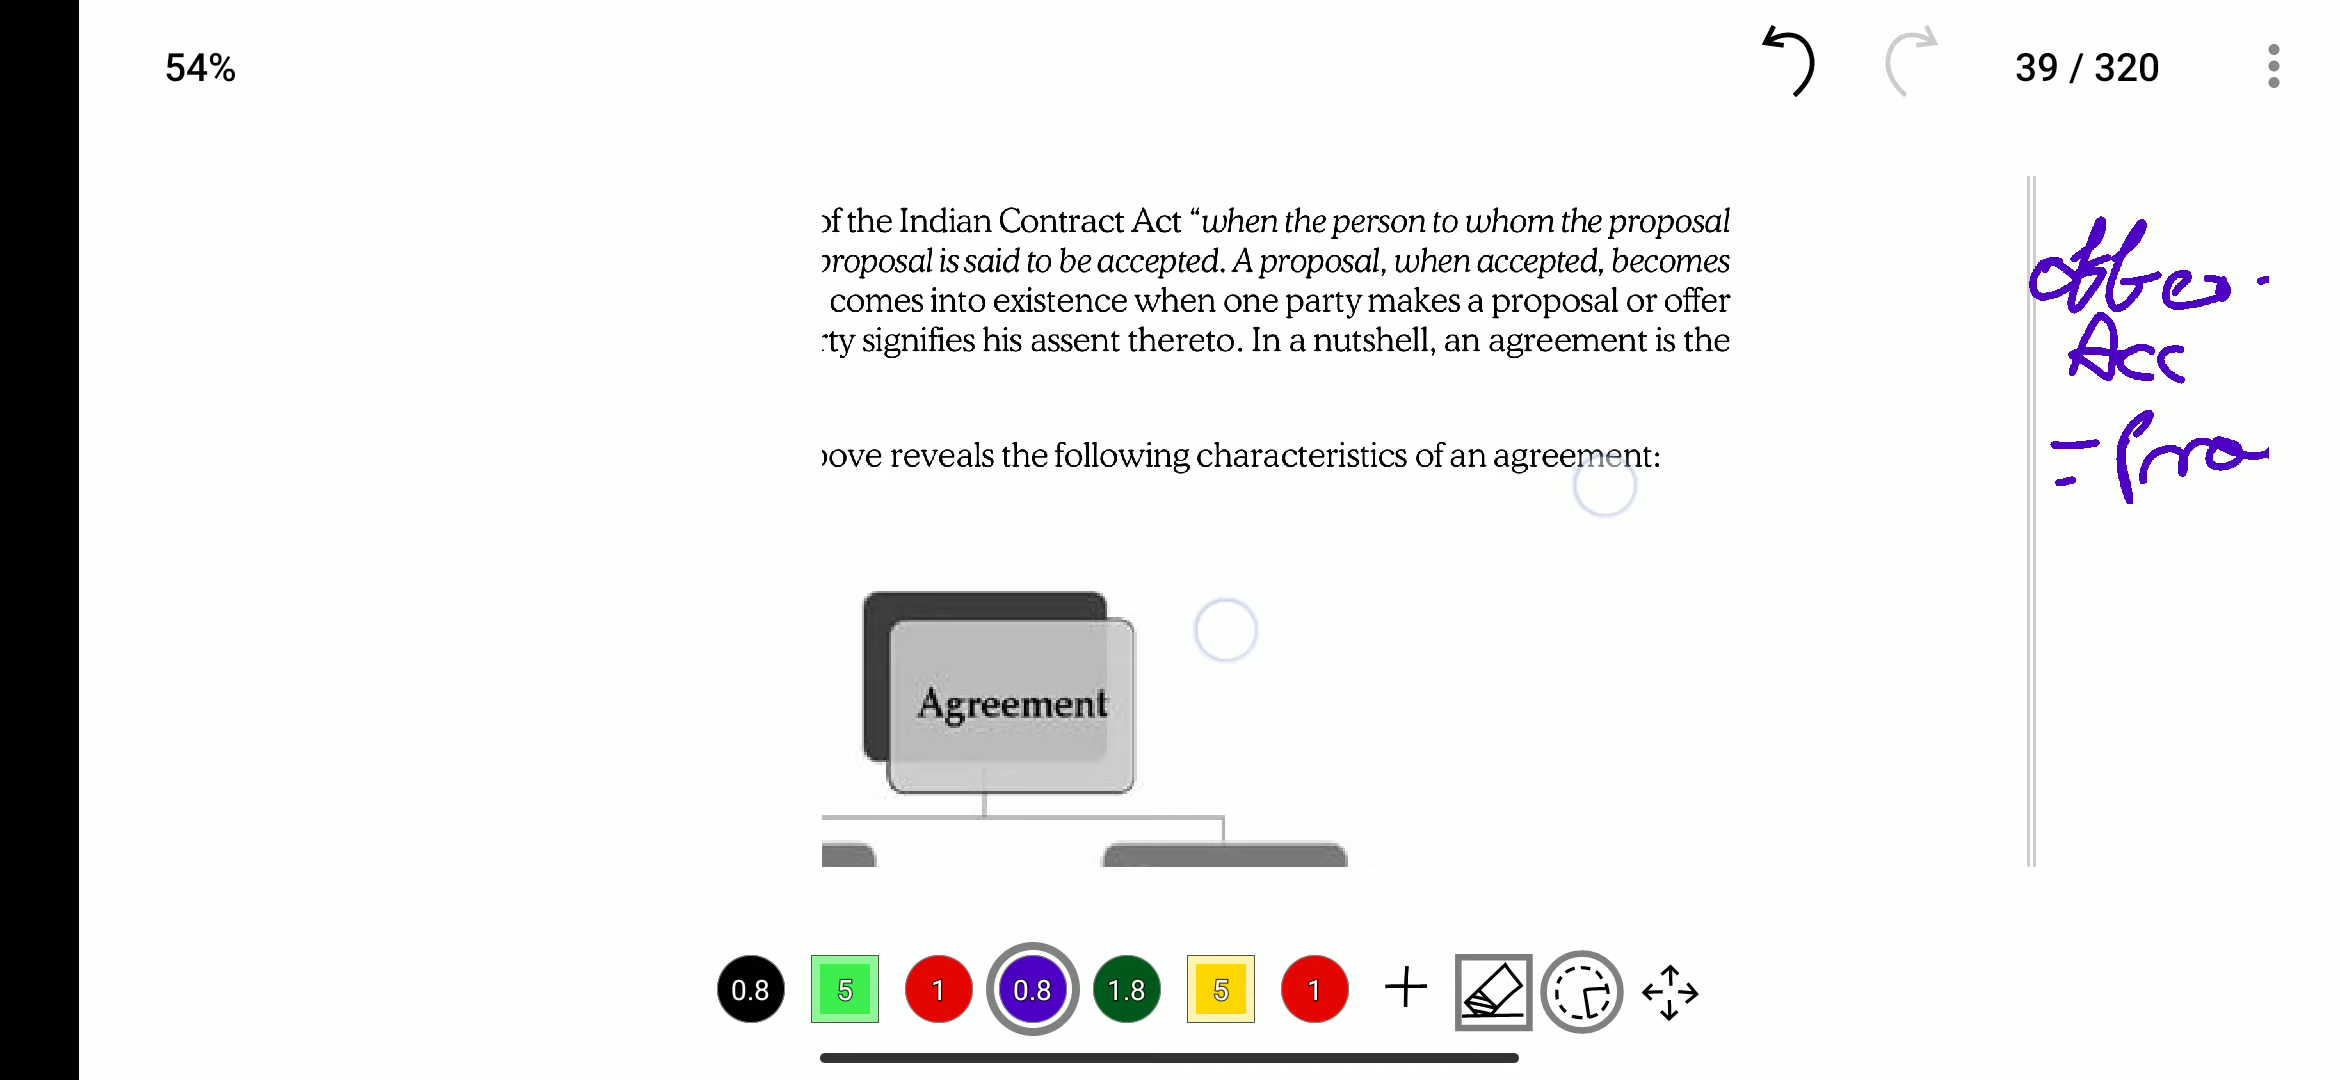 54%
39 / 320
of the Indian Contract Act “when the person to whom the proposal
proposal is said to be accepted. A proposal, when accepted, becomes
comes into existence when one party makes a proposal or offer
rty signifies his assent thereto. In a nutshell, an agreement is the
ove reveals the following characteristics of an agreement:
offer
Acc
= Pro
Agreement
0.8
5
1
0.8
1.8
5
1